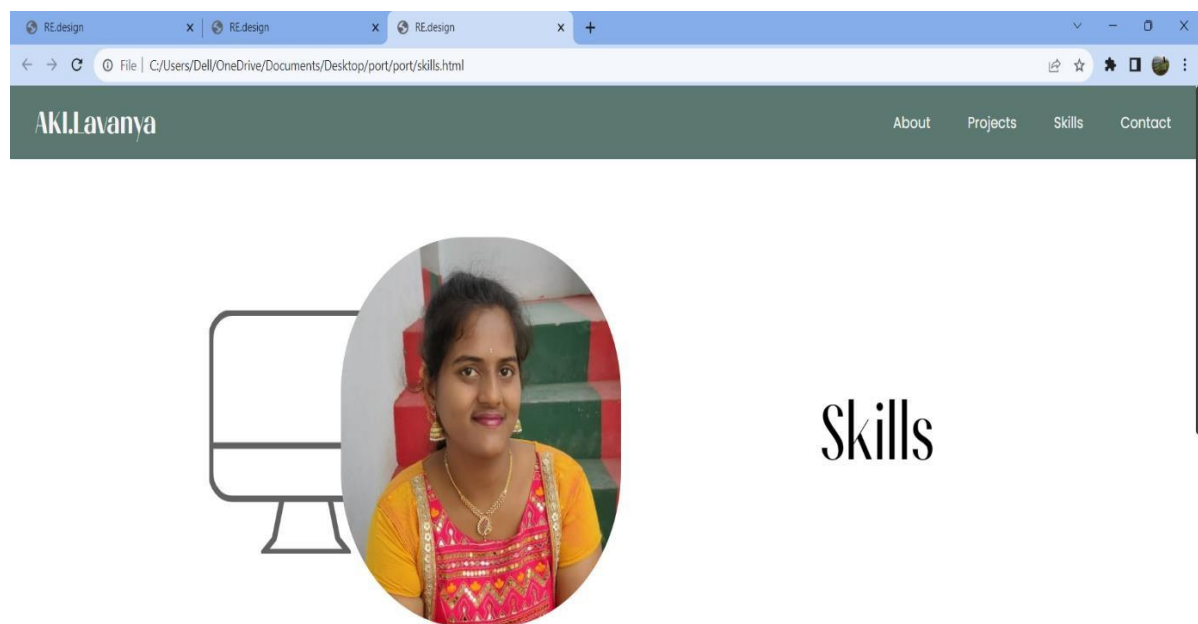 RE.design RE.design RE.design
File C:/Users/Dell/OneDrive/Documents/Desktop/port/port/skills.html
AKI.Lavanya About Projects Skills Contact
Skills